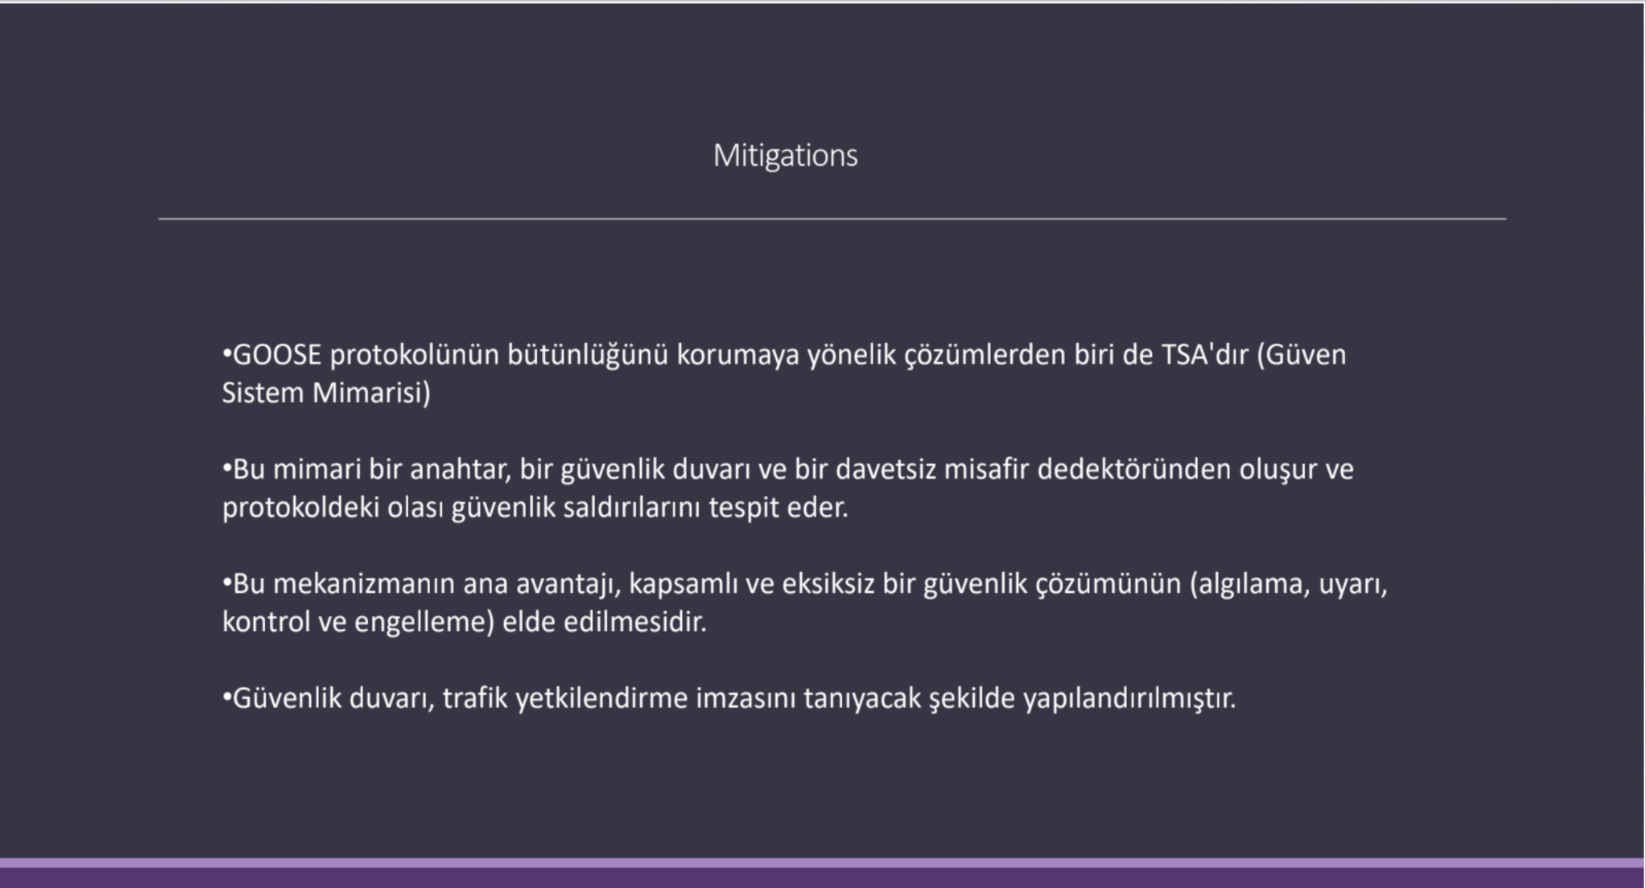 Mitigations
•GOOSE protokolünün bütünlüğünü korumaya yönelik çözümlerden biri de TSA'dır (Güven
Sistem Mimarisi)
•Bu mimari bir anahtar, bir güvenlik duvarı ve bir davetsiz misafir dedektöründen oluşur ve
protokoldeki olası güvenlik saldırılarını tespit eder.
•Bu mekanizmanın ana avantajı, kapsamlı ve eksiksiz bir güvenlik çözümünün (algılama, uyarı,
kontrol ve engelleme) elde edilmesidir.
•Güvenlik duvarı, trafik yetkilendirme imzasını tanıyacak şekilde yapılandırılmıştır.